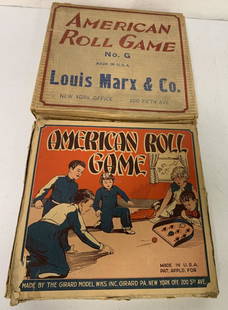 AMERICAN
ROLL GAME
No. G
MADE IN U.S.A.
Louis Marx & Co.
NEW YORK OFFICE 200 FIFTH AVE.
AMERICAN ROLL
GAME
MADE IN U.S.A.
PAT. APPLD. FOR
MADE BY THE GIRARD MODEL WKS INC. GIRARD PA. NEW YORK OFF. 200 5TH AVE.